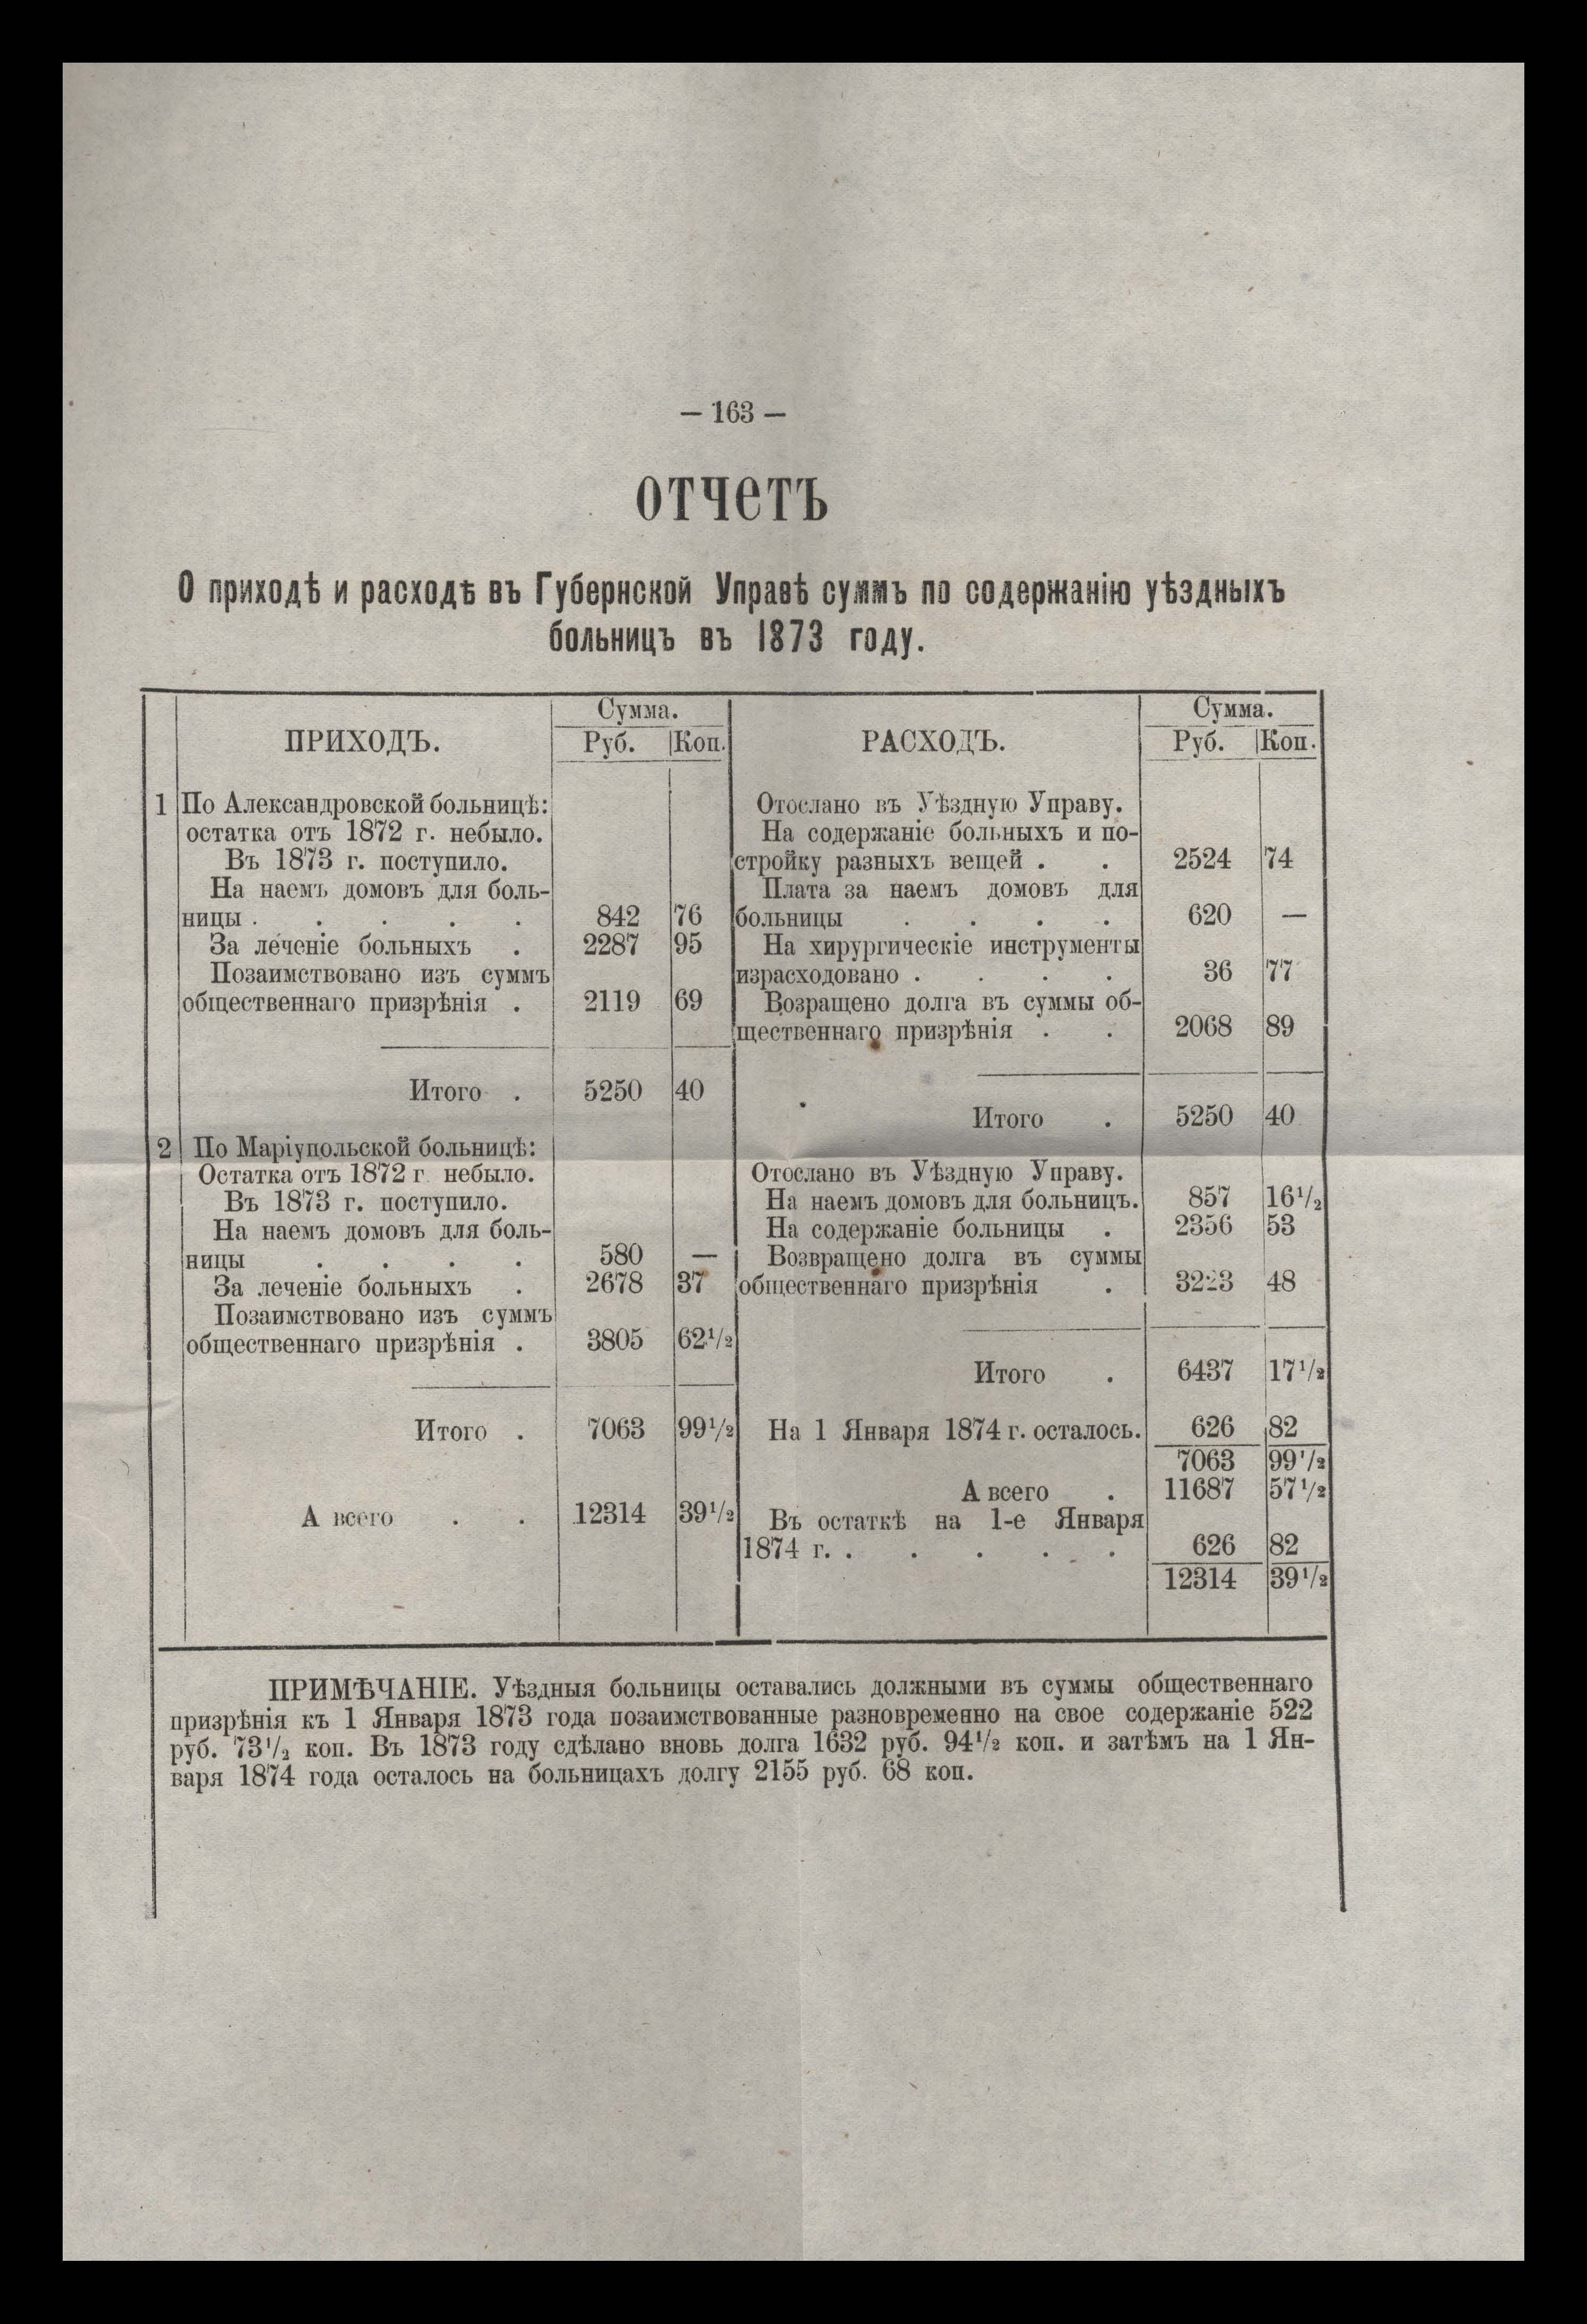 — 163 —
ОТЧЕТЪ
О приходѣ и расходѣ въ Губернской Управѣ суммъ по содержанію уѣздныхъ
больницъ въ 1873 году.
ПРИХОДЪ.
Сумма.
Руб. Коп.
РАСХОДЪ.
Сумма.
Руб. Коп.
1 По Александровской больницѣ:
остатка отъ 1872 г. небыло.
Въ 1873 г. поступило.
На наемъ домовъ для боль-
ницы . . . . . 842 76
За леченіе больныхъ . 2287 95
Позаимствовано изъ суммъ
общественнаго призрѣнія . 2119 69
Итого . 5250 40
Отослано въ Уѣздную Управу.
На содержаніе больныхъ и по-
стройку разныхъ вещей . . 2524 74
Плата за наемъ домовъ для
больницы . . . . 620 —
На хирургическіе инструменты
израсходовано . . . . 36 77
Возращено долга въ суммы об-
щественнаго призрѣнія . . 2068 89
Итого . 5250 40
2 По Маріупольской больницѣ:
Остатка отъ 1872 г небыло.
Въ 1873 г. поступило.
На наемъ домовъ для боль-
ницы . . . . 580 —
За леченіе больныхъ . 2678 37
Позаимствовано изъ суммъ
общественнаго призрѣнія . 3805 62½
Итого . 7063 99½
А всего . . 12314 39½
Отослано въ Уѣздную Управу.
На наемъ домовъ для больницъ. 857 16½
На содержаніе больницы . 2356 53
Возвращено долга въ суммы
общественнаго призрѣнія . 3223 48
Итого . 6437 17½
На 1 Января 1874 г. осталось. 626 82
7063 99½
А всего . 11687 57½
Въ остаткѣ на 1-е Января
1874 г. . . . . . 626 82
12314 39½
ПРИМѢЧАНІЕ. Уѣздныя больницы оставались должными въ суммы общественнаго
призрѣнія къ 1 Января 1873 года позаимствованные разновременно на свое содержаніе 522
руб. 73½ коп. Въ 1873 году сдѣлано вновь долга 1632 руб. 94½ коп. и затѣмъ на 1 Ян-
варя 1874 года осталось на больницахъ долгу 2155 руб. 68 коп.